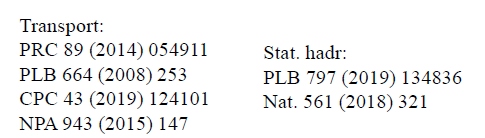 Transport:
PRC 89 (2014) 054911
PLB 664 (2008) 253
CPC 43 (2019) 124101
NPA 943 (2015) 147
Stat. hadr:
PLB 797 (2019) 134836
Nat. 561 (2018) 321